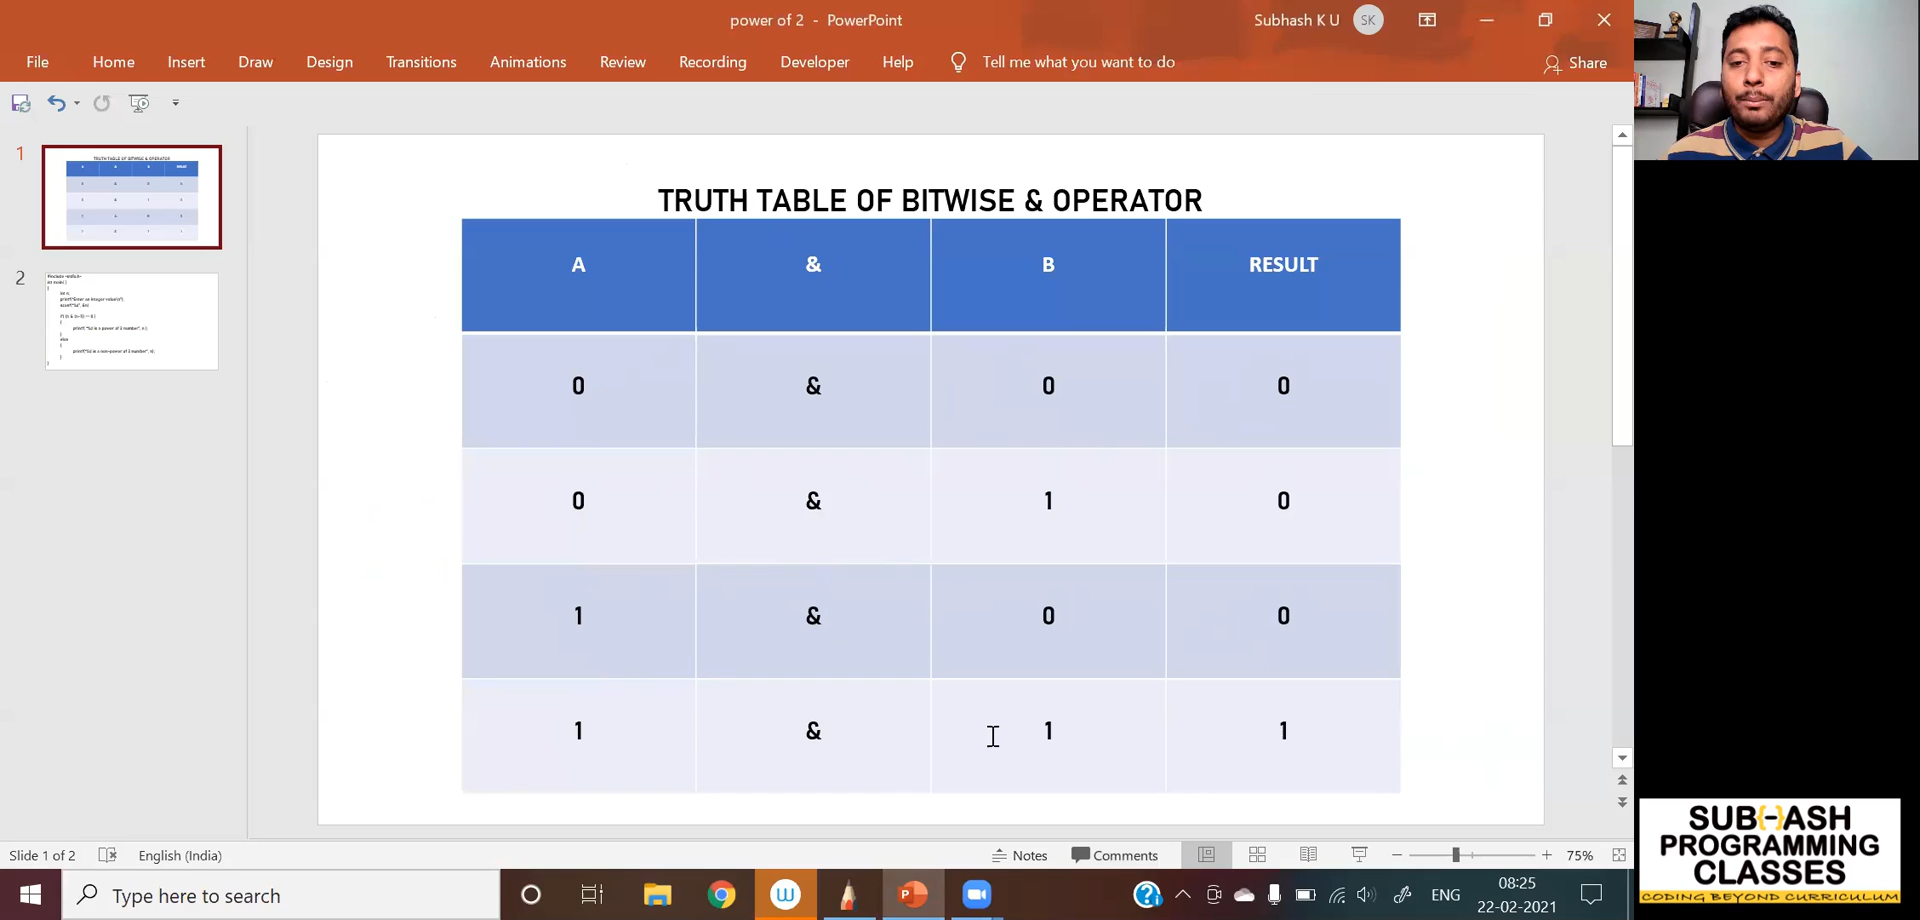 power of 2 - PowerPoint
Subhash K U
SK
File Home Insert Draw Design Transitions Animations Review Recording Developer Help Tell me what you want to do Share
1
2
TRUTH TABLE OF BITWISE & OPERATOR
A & B RESULT
0 & 0 0
0 & 1 0
1 & 0 0
1 & 1 1
Slide 1 of 2 English (India) Notes Comments 75%
Type here to search
ENG
08:25
22-02-2021
SUBHASH
PROGRAMMING
CLASSES
CODING BEYOND CURRICULUM